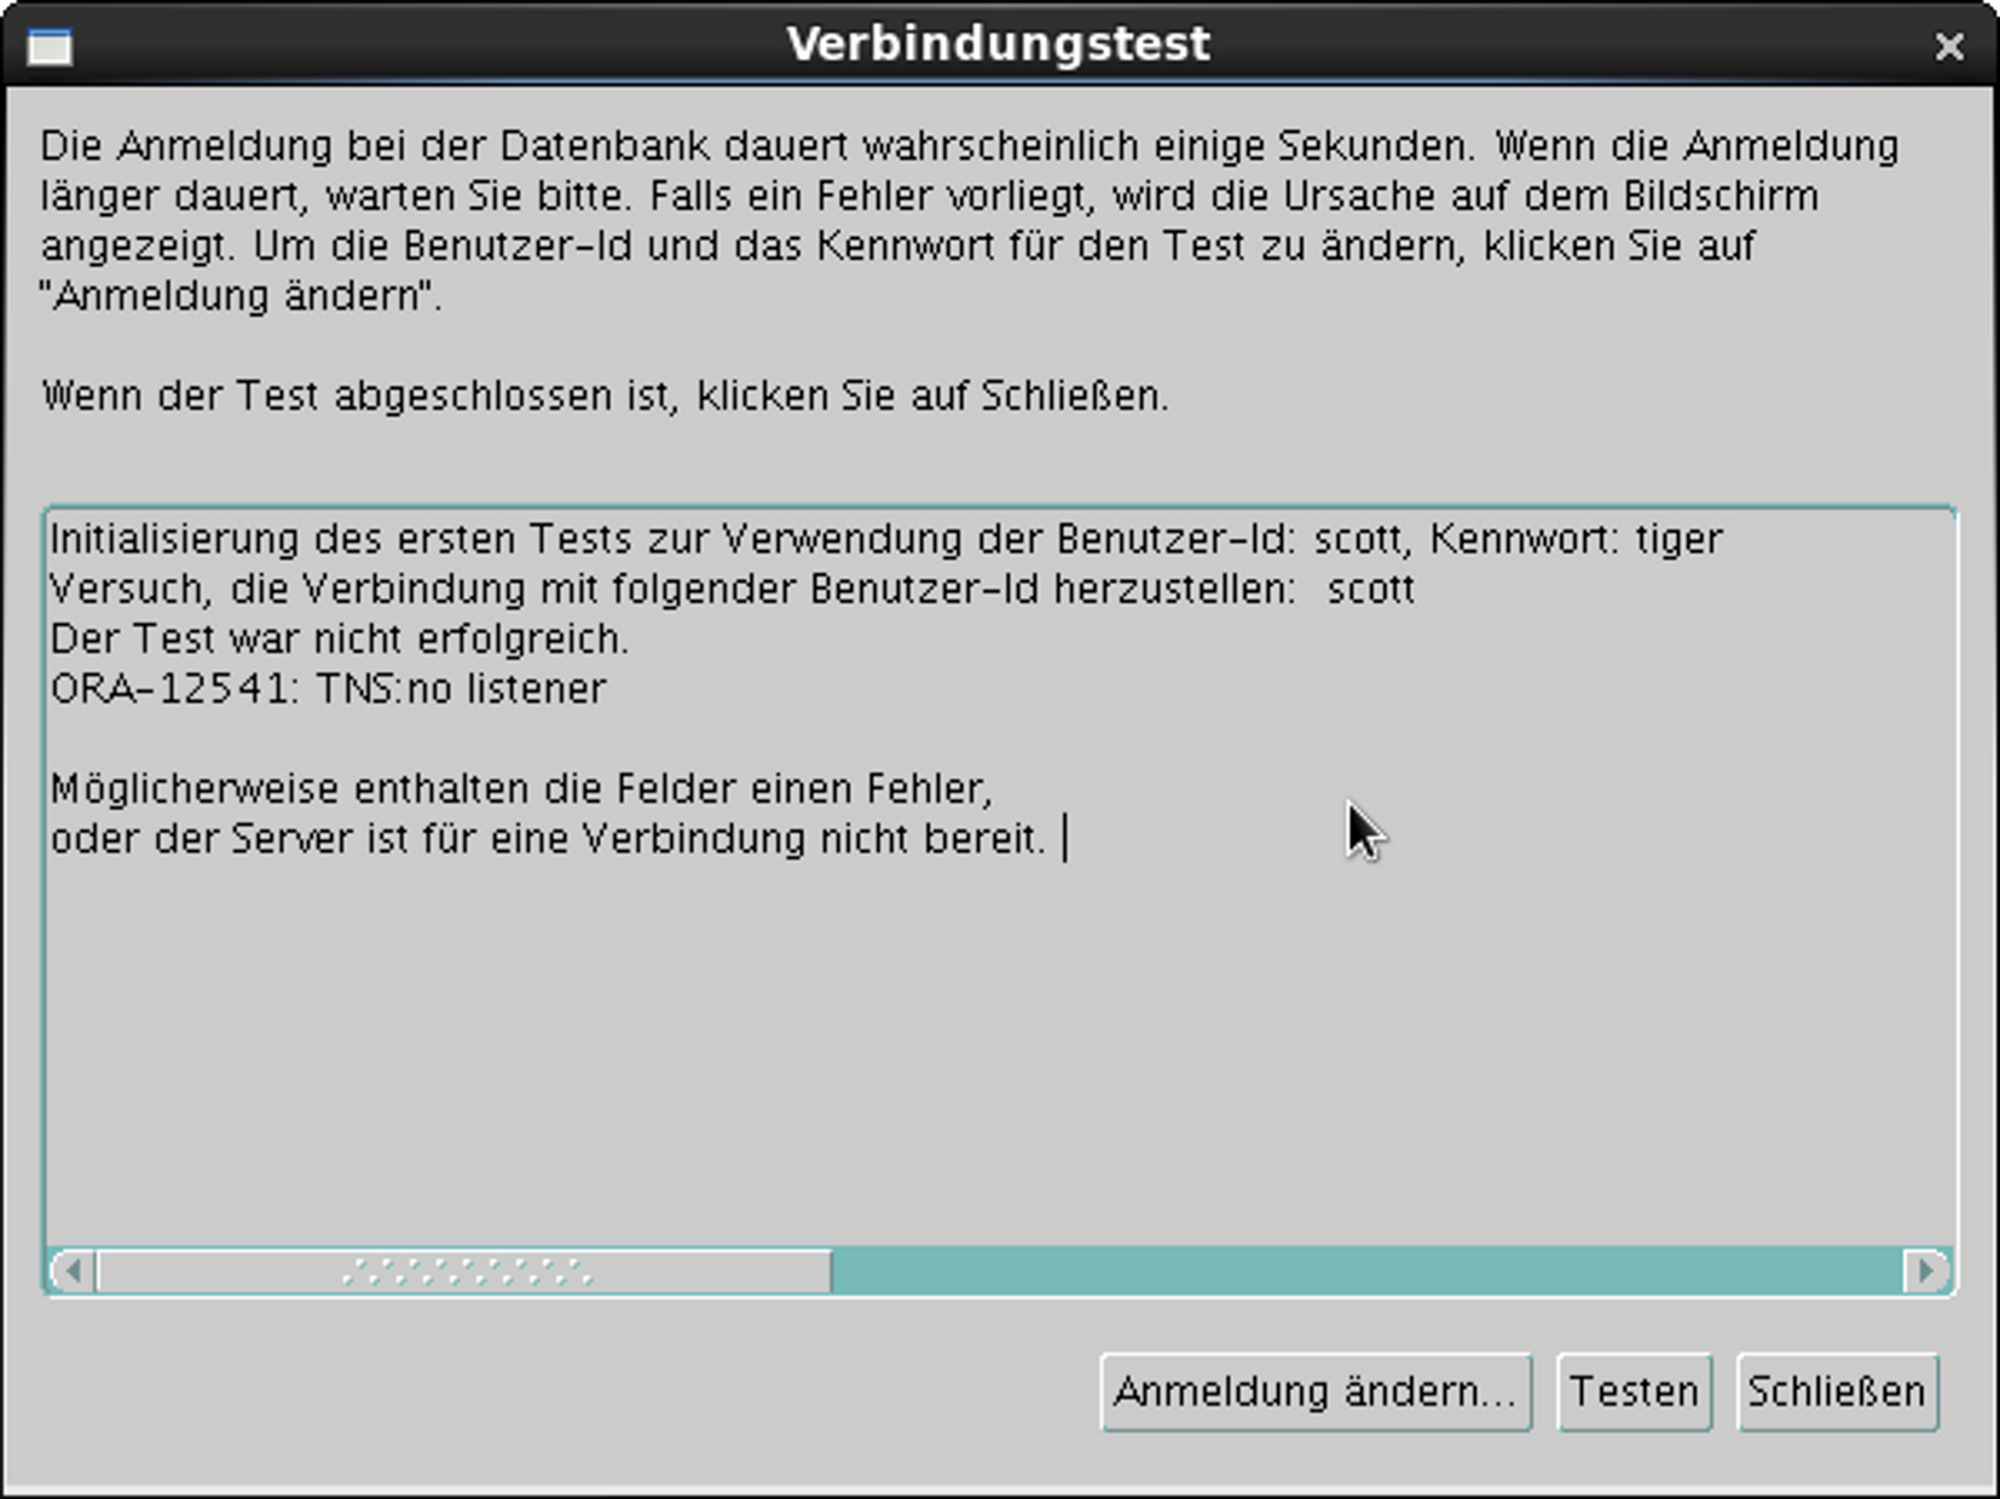 Verbindungstest
Die Anmeldung bei der Datenbank dauert wahrscheinlich einige Sekunden. Wenn die Anmeldung
länger dauert, warten Sie bitte. Falls ein Fehler vorliegt, wird die Ursache auf dem Bildschirm
angezeigt. Um die Benutzer-Id und das Kennwort für den Test zu ändern, klicken Sie auf
"Anmeldung ändern".
Wenn der Test abgeschlossen ist, klicken Sie auf Schließen.
Initialisierung des ersten Tests zur Verwendung der Benutzer-Id: scott, Kennwort: tiger
Versuch, die Verbindung mit folgender Benutzer-Id herzustellen:  scott
Der Test war nicht erfolgreich.
ORA-12541: TNS:no listener
Möglicherweise enthalten die Felder einen Fehler,
oder der Server ist für eine Verbindung nicht bereit.
Anmeldung ändern... Testen Schließen